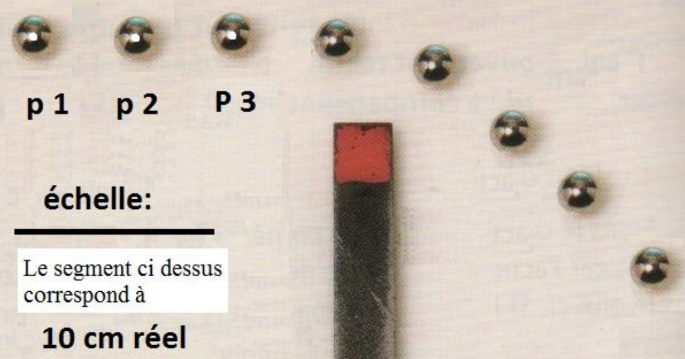 p 1 p 2 P 3
échelle:
Le segment ci dessus
correspond à
10 cm réel